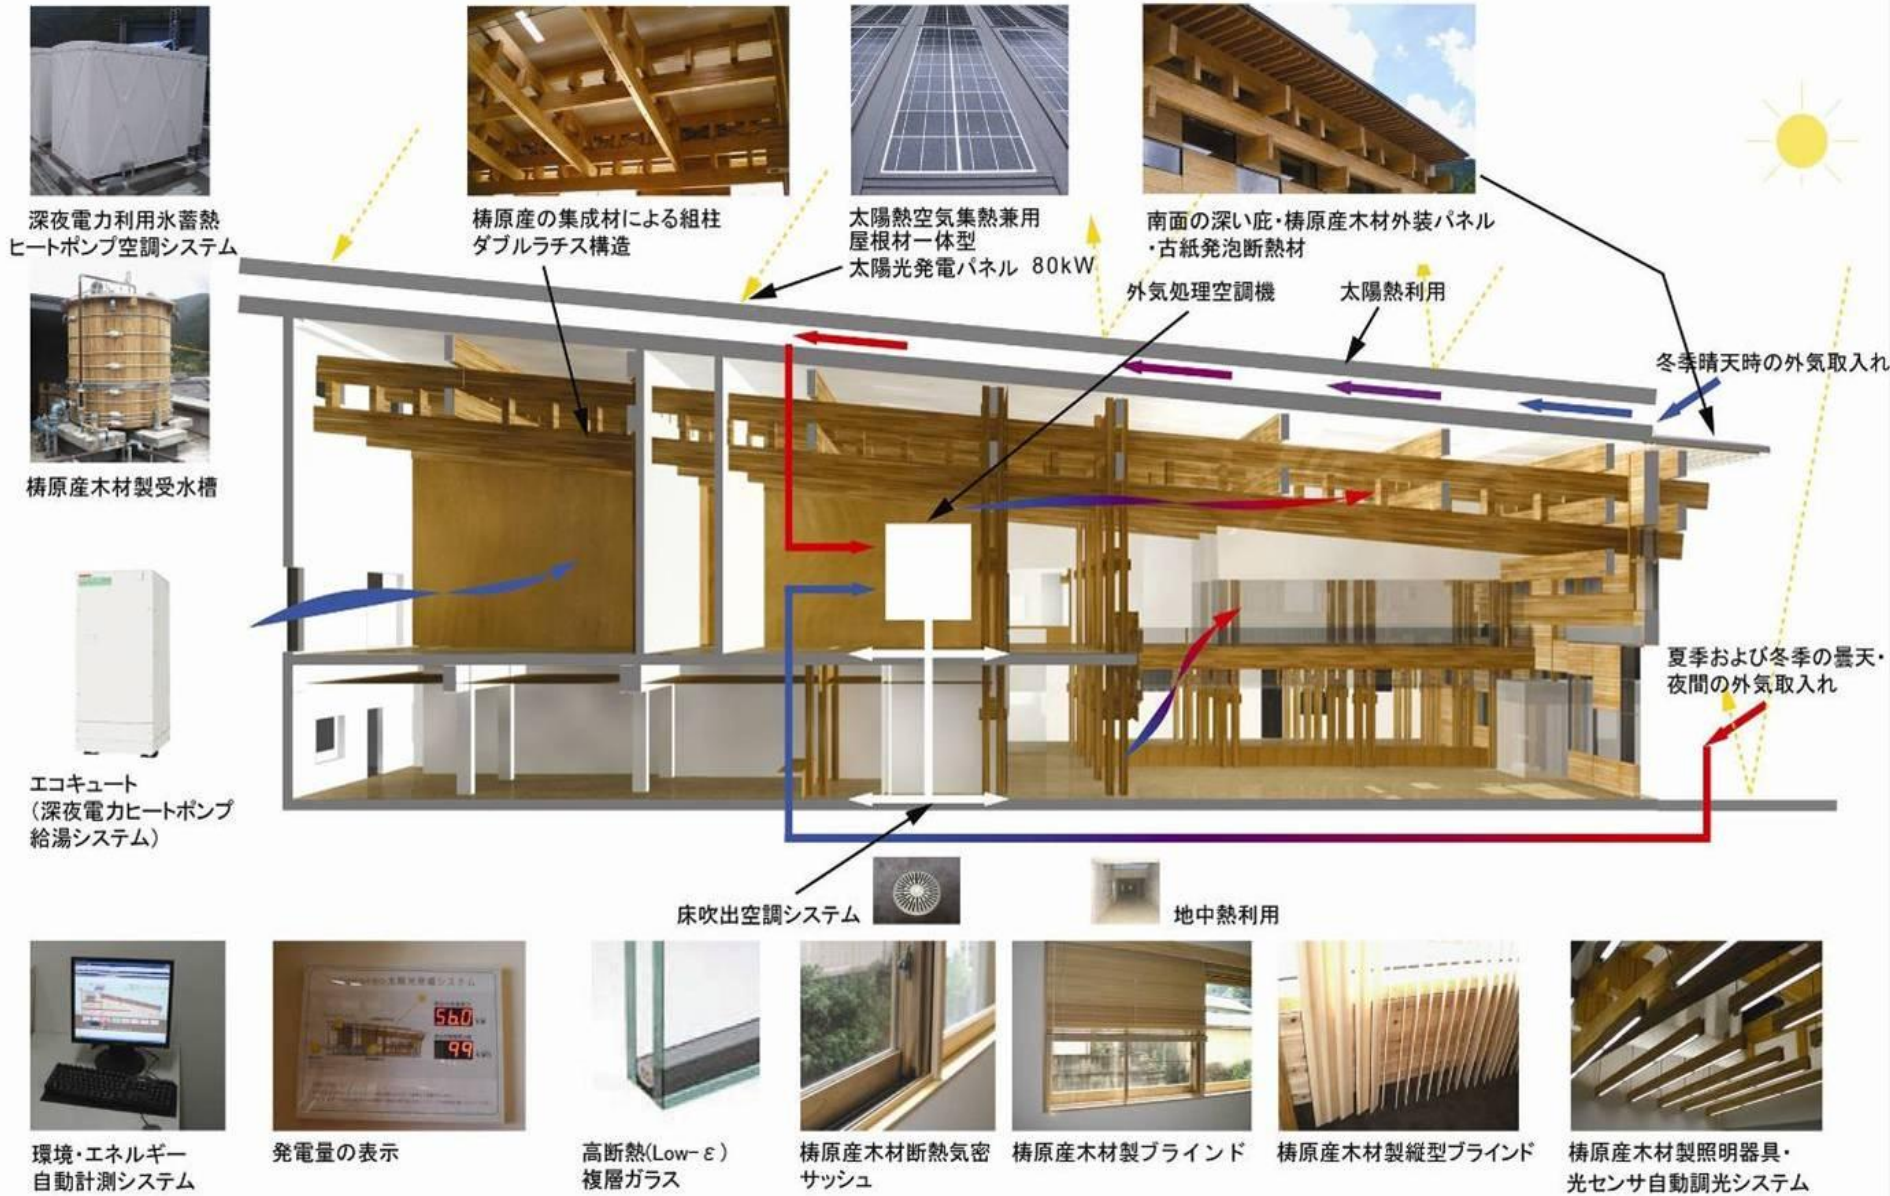 深夜電力利用氷蓄熱
ヒートポンプ空調システム
梼原産の集成材による組柱
ダブルラチス構造
太陽熱空気集熱兼用
屋根材一体型
太陽光発電パネル 80kW
南面の深い庇・梼原産木材外装パネル
・古紙発泡断熱材
外気処理空調機
太陽熱利用
冬季晴天時の外気取入れ
梼原産木材製受水槽
エコキュート
(深夜電力ヒートポンプ
給湯システム)
夏季および冬季の曇天・
夜間の外気取入れ
床吹出空調システム
地中熱利用
太陽光発電システム
56.0 kW
99 kWh
環境・エネルギー
自動計測システム
発電量の表示
高断熱(Low-ε)
複層ガラス
梼原産木材断熱気密
サッシュ
梼原産木材製ブラインド
梼原産木材製縦型ブラインド
梼原産木材製照明器具・
光センサ自動調光システム